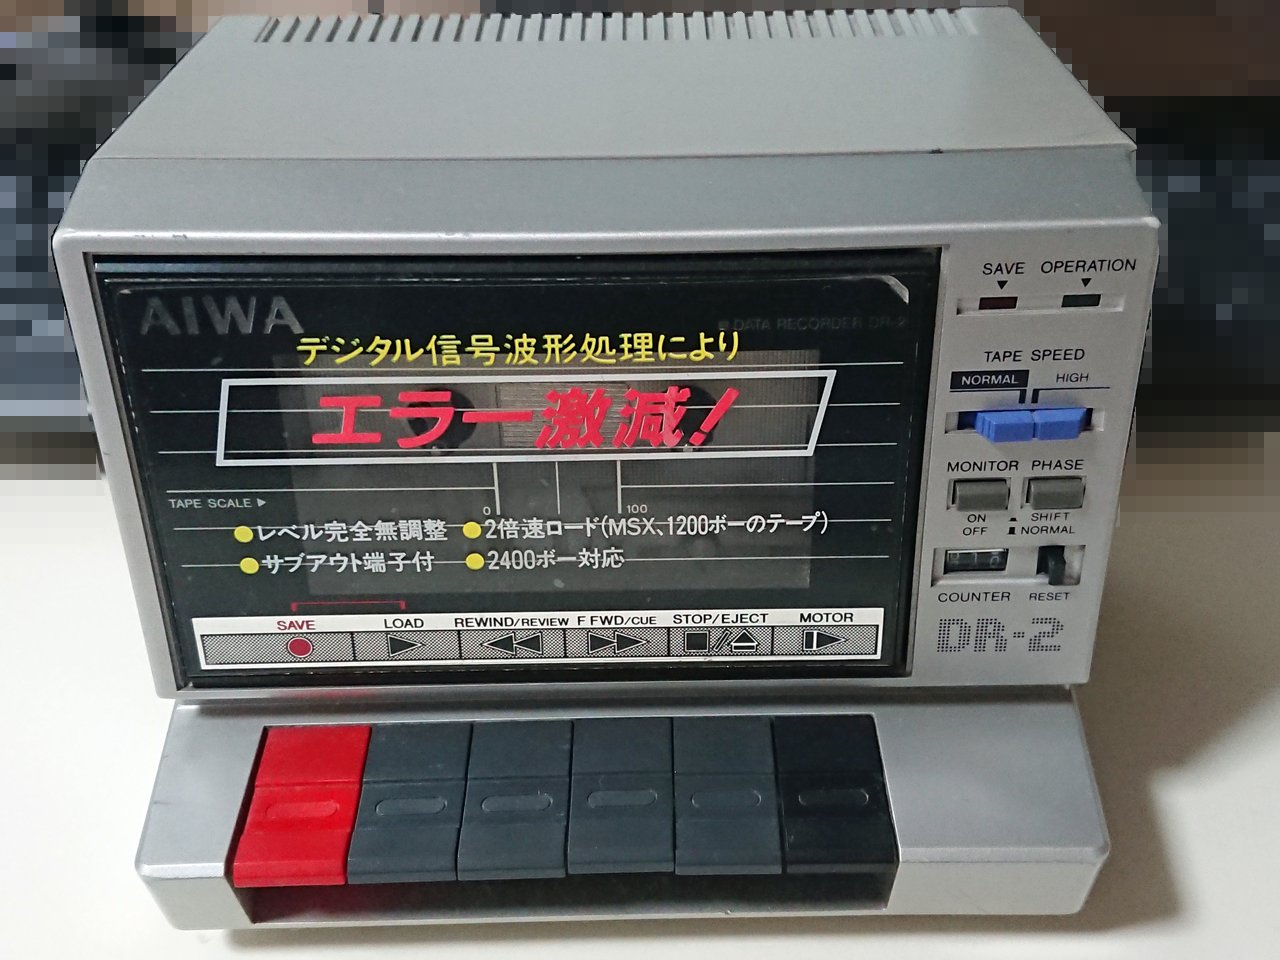 AIWA
DATA RECORDER DR-2
デジタル信号波形処理により
エラー激減!
TAPE SCALE ▶
0 100
●レベル完全無調整 ●2倍速ロード(MSX、1200ボーのテープ)
●サブアウト端子付 ●2400ボー対応
SAVE LOAD REWIND/REVIEW F FWD/CUE STOP/EJECT MOTOR
SAVE OPERATION
TAPE SPEED
NORMAL HIGH
MONITOR PHASE
ON SHIFT
OFF NORMAL
COUNTER RESET
DR-2